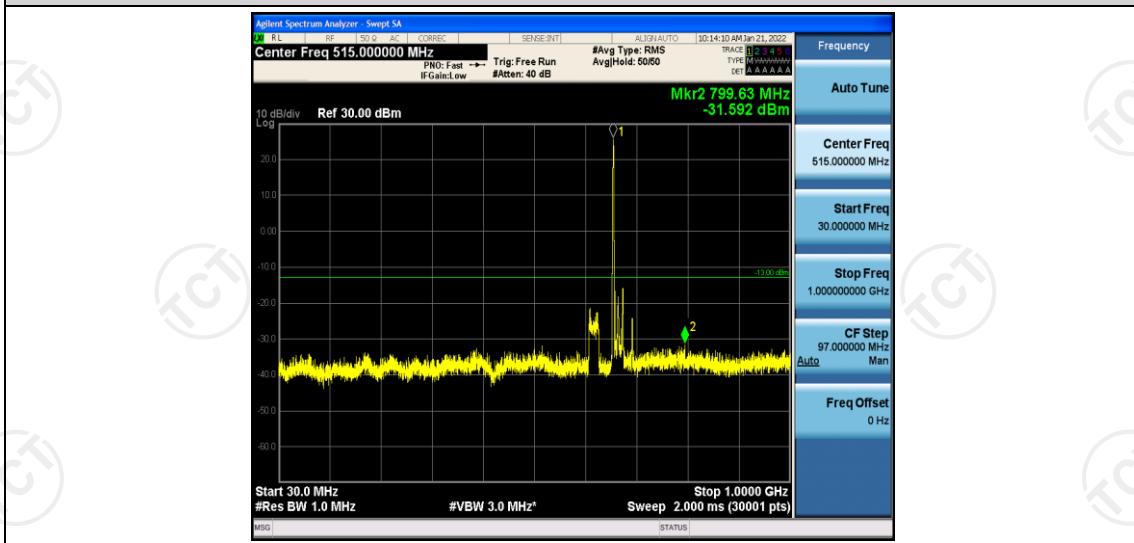 Agilent Spectrum Analyzer - Swept SA
RL RF 50 Ω AC CORREC SENSE:INT ALIGN AUTO 10:14:10 AM Jan 21, 2022
Center Freq 515.000000 MHz
PNO: Fast
IFGain:Low
Trig: Free Run
#Atten: 40 dB
#Avg Type: RMS
Avg|Hold: 50/50
TRACE 1 2 3 4 5 6
TYPE M
DET A A A A A A
Mkr2 799.63 MHz
-31.592 dBm
10 dB/div Ref 30.00 dBm
Log
1
20.0
10.0
0.00
-10.0
-13.00 dBm
-20.0
2
-30.0
-40.0
-50.0
-60.0
Start 30.0 MHz Stop 1.0000 GHz
#Res BW 1.0 MHz #VBW 3.0 MHz* Sweep 2.000 ms (30001 pts)
MSG STATUS
Frequency
Auto Tune
Center Freq
515.000000 MHz
Start Freq
30.000000 MHz
Stop Freq
1.000000000 GHz
CF Step
97.000000 MHz
Auto Man
Freq Offset
0 Hz
TCT
TCT
TCT
TCT
TCT
TCT